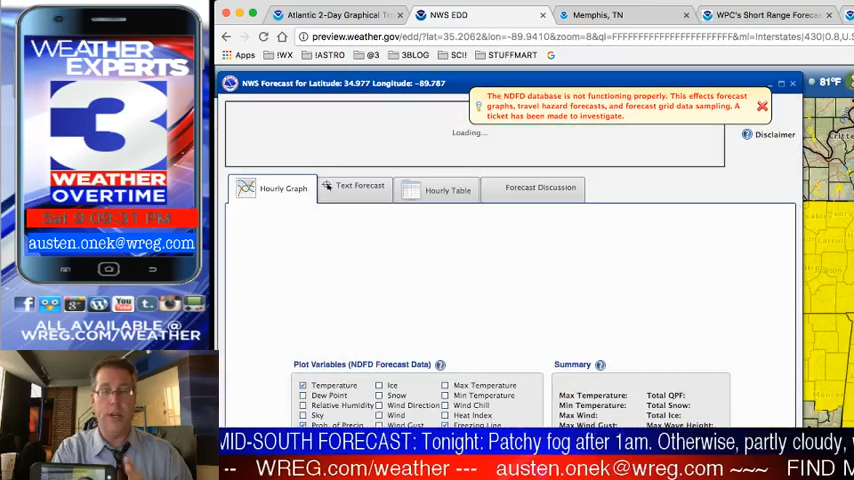 Atlantic 2-Day Graphical Tr
NWS EDD
Memphis, TN
WPC's Short Range Forecas
preview.weather.gov/edd/?lat=35.2062&lon=-89.9410&zoom=8&ql=FFFFFFFFFFFFFFFFFFFFFFF&ml=Interstates|430|0.8,U.S
Apps
!WX
!ASTRO
@3
3BLOG
SCI!
STUFFMART
WEATHER
EXPERTS
3
WEATHER
OVERTIME
Sat 9:09:31 PM
austen.onek@wreg.com
ALL AVAILABLE @
WREG.COM/WEATHER
NWS Forecast for Latitude: 34.977 Longitude: -89.787
The NDFD database is not functioning properly. This effects forecast
graphs, travel hazard forecasts, and forecast grid data sampling. A
ticket has been made to investigate.
Loading...
Disclaimer
81°F
Hourly Graph
Text Forecast
Hourly Table
Forecast Discussion
Plot Variables (NDFD Forecast Data)
Temperature
Ice
Max Temperature
Dew Point
Snow
Min Temperature
Relative Humidity
Wind Direction
Wind Chill
Sky
Wind
Heat Index
Prob. of Precip
Wind Gust
Freezing Line
Summary
Max Temperature:
Total QPF:
Min Temperature:
Total Snow:
Max Wind:
Total Ice:
Max Wind Gust:
Max Wave Height:
MID-SOUTH FORECAST: Tonight: Patchy fog after 1am. Otherwise, partly cloudy, w
-- WREG.com/weather --- austen.onek@wreg.com ~~~ FIND M